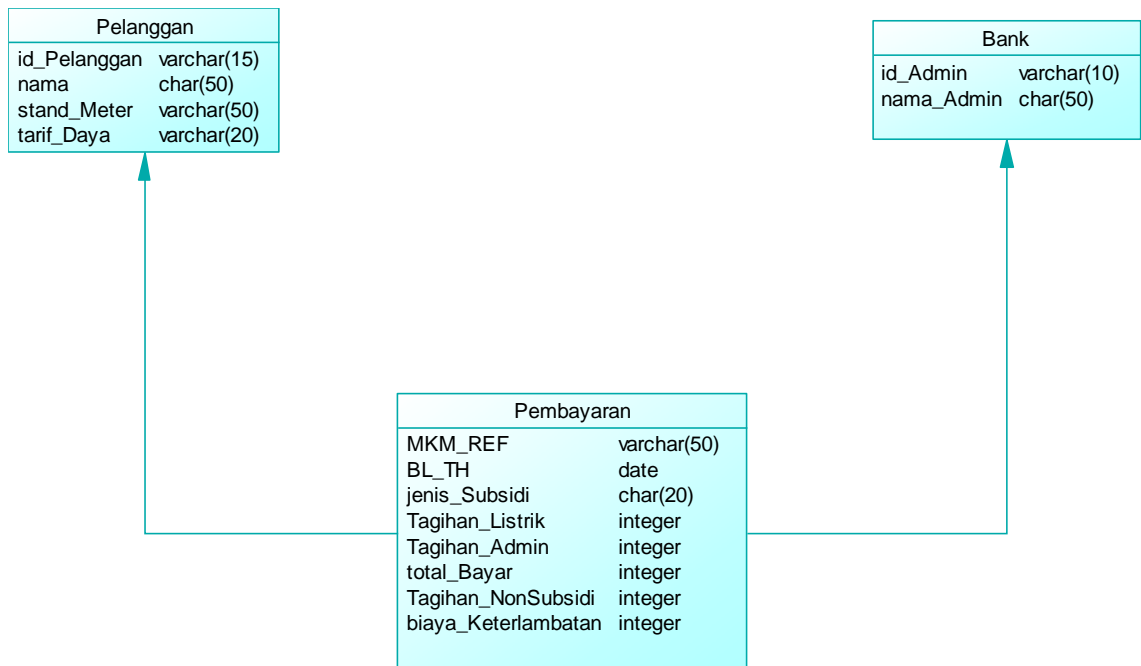 Pelanggan
id_Pelanggan varchar(15)
nama char(50)
stand_Meter varchar(50)
tarif_Daya varchar(20)
Bank
id_Admin varchar(10)
nama_Admin char(50)
Pembayaran
MKM_REF varchar(50)
BL_TH date
jenis_Subsidi char(20)
Tagihan_Listrik integer
Tagihan_Admin integer
total_Bayar integer
Tagihan_NonSubsidi integer
biaya_Keterlambatan integer